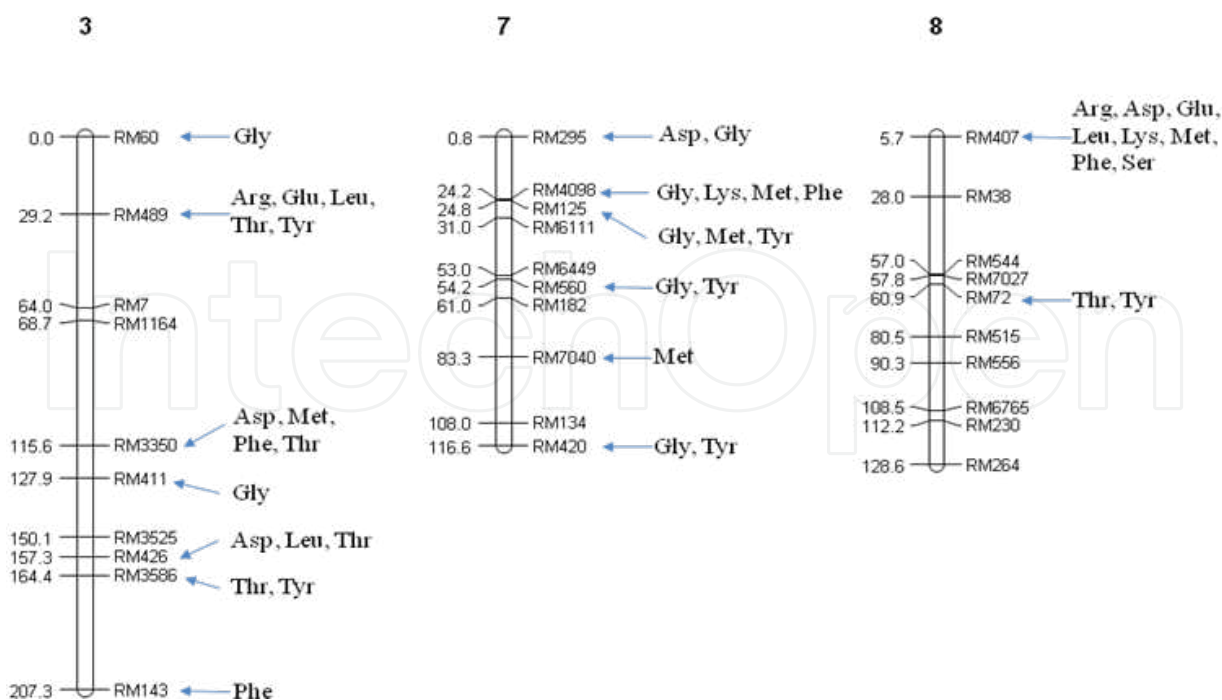 3
0.0 RM60 Gly
29.2 RM489 Arg, Glu, Leu,
Thr, Tyr
64.0 RM7
68.7 RM1164
115.6 RM3350 Asp, Met,
Phe, Thr
127.9 RM411 Gly
150.1 RM3525
157.3 RM426 Asp, Leu, Thr
164.4 RM3586 Thr, Tyr
207.3 RM143 Phe
7
0.8 RM295 Asp, Gly
24.2 RM4098 Gly, Lys, Met, Phe
24.8 RM125 Gly, Met, Tyr
31.0 RM6111
53.0 RM6449
54.2 RM560 Gly, Tyr
61.0 RM182
83.3 RM7040 Met
108.0 RM134
116.6 RM420 Gly, Tyr
8
5.7 RM407 Arg, Asp, Glu,
Leu, Lys, Met,
Phe, Ser
28.0 RM38
57.0 RM544
57.8 RM7027
60.9 RM72 Thr, Tyr
80.5 RM515
90.3 RM556
108.5 RM6765
112.2 RM230
128.6 RM264
IntechOpen